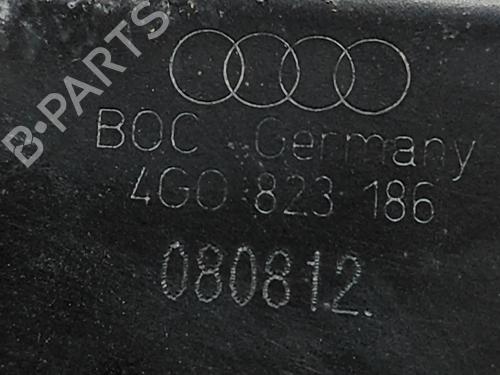 B-PARTS
BOC Germany
4G0 823 186
080812.